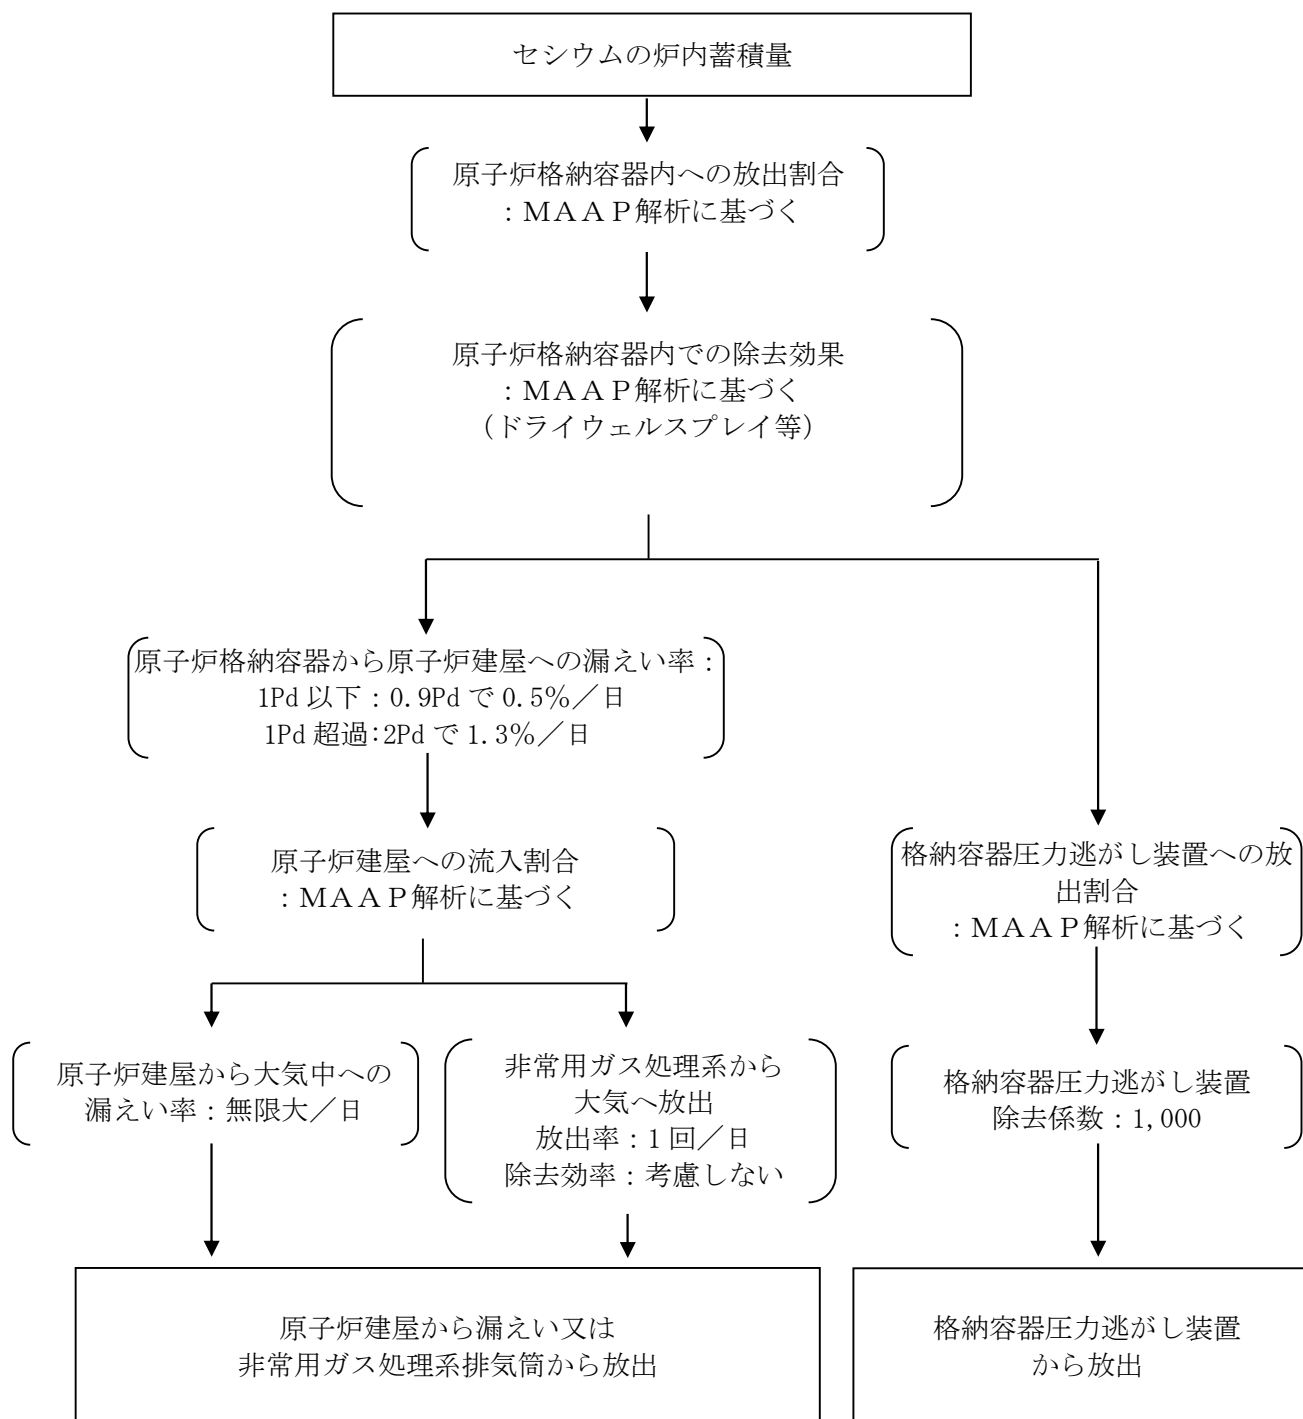 セシウムの炉内蓄積量
原子炉格納容器内への放出割合
：ＭＡＡＰ解析に基づく
原子炉格納容器内での除去効果
：ＭＡＡＰ解析に基づく
（ドライウェルスプレイ等）
原子炉格納容器から原子炉建屋への漏えい率：
1Pd 以下：0.9Pd で 0.5％／日
1Pd 超過：2Pd で 1.3％／日
原子炉建屋への流入割合
：ＭＡＡＰ解析に基づく
格納容器圧力逃がし装置への放
出割合
：ＭＡＡＰ解析に基づく
原子炉建屋から大気中への
漏えい率：無限大／日
非常用ガス処理系から
大気へ放出
放出率：1 回／日
除去効率：考慮しない
格納容器圧力逃がし装置
除去係数：1,000
原子炉建屋から漏えい又は
非常用ガス処理系排気筒から放出
格納容器圧力逃がし装置
から放出